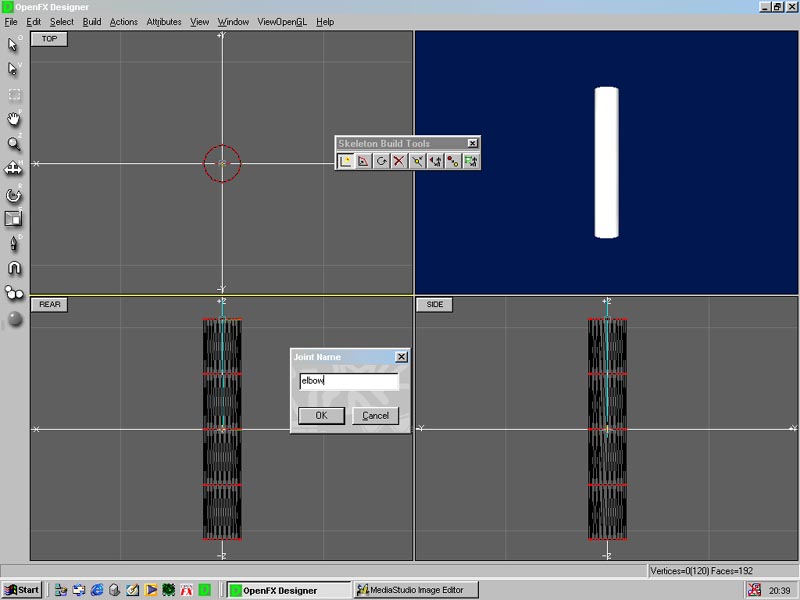 OpenFX Designer
File Edit Select Build Actions Attributes View Window ViewOpenGL Help
TOP
+Y
X
-Y
Skeleton Build Tools
REAR
+Z
X
-Z
SIDE
+Z
-Y
+Y
-Z
Joint Name
elbow
OK Cancel
Vertices=0(120) Faces=192
Start OpenFX Designer MediaStudio Image Editor 20:39